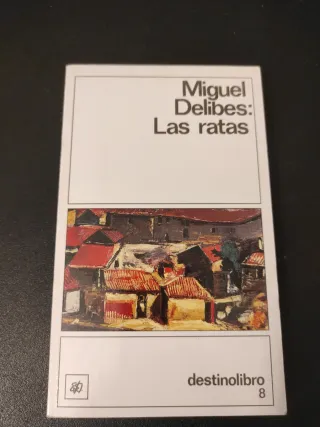 Miguel
Delibes:
Las ratas
destinolibro
8